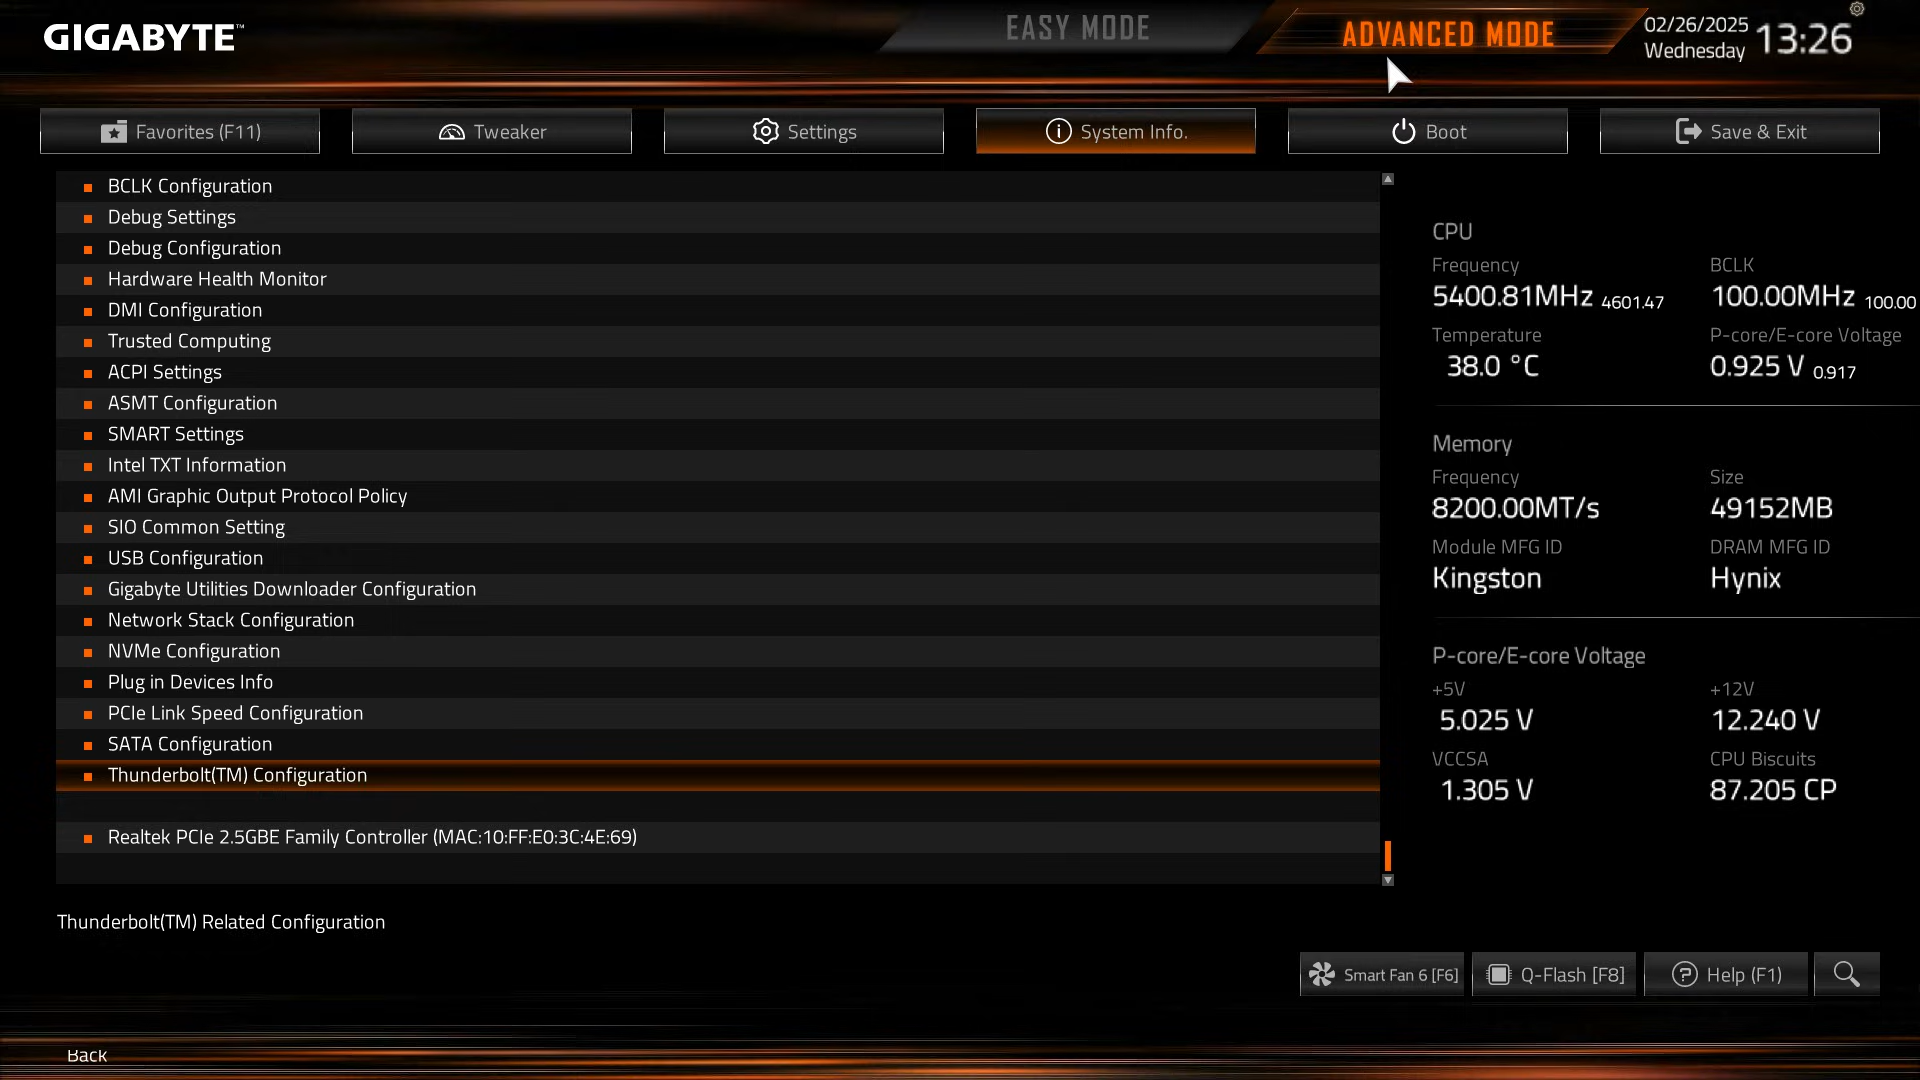 GIGABYTE™
EASY MODE
ADVANCED MODE
02/26/2025
Wednesday
13:26
Favorites (F11)
Tweaker
Settings
System Info.
Boot
Save & Exit
BCLK Configuration
Debug Settings
Debug Configuration
Hardware Health Monitor
DMI Configuration
Trusted Computing
ACPI Settings
ASMT Configuration
SMART Settings
Intel TXT Information
AMI Graphic Output Protocol Policy
SIO Common Setting
USB Configuration
Gigabyte Utilities Downloader Configuration
Network Stack Configuration
NVMe Configuration
Plug in Devices Info
PCIe Link Speed Configuration
SATA Configuration
Thunderbolt(TM) Configuration
Realtek PCIe 2.5GBE Family Controller (MAC:10:FF:E0:3C:4E:69)
CPU
Frequency BCLK
5400.81MHz 4601.47 100.00MHz 100.00
Temperature P-core/E-core Voltage
38.0 °C 0.925 V 0.917
Memory
Frequency Size
8200.00MT/s 49152MB
Module MFG ID DRAM MFG ID
Kingston Hynix
P-core/E-core Voltage
+5V +12V
5.025 V 12.240 V
VCCSA CPU Biscuits
1.305 V 87.205 CP
Thunderbolt(TM) Related Configuration
Smart Fan 6 [F6]
Q-Flash [F8]
Help (F1)
Back